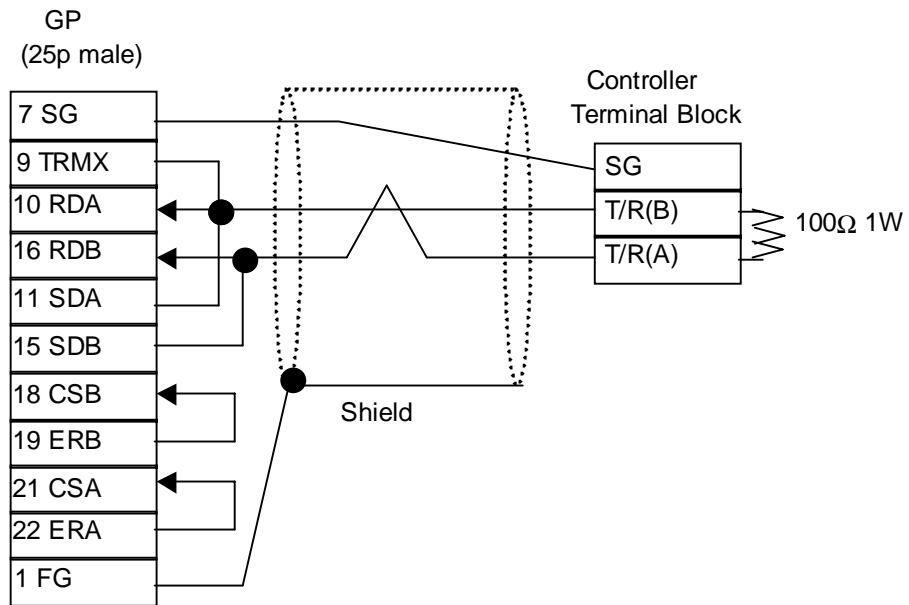 GP
(25p male)
7 SG
9 TRMX
10 RDA
16 RDB
11 SDA
15 SDB
18 CSB
19 ERB
21 CSA
22 ERA
1 FG
Shield
Controller
Terminal Block
SG
T/R(B)
T/R(A)
100Ω 1W